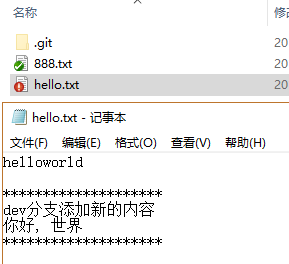 名称
修改
.git
20
888.txt
20
hello.txt
20
hello.txt - 记事本
文件(F) 编辑(E) 格式(O) 查看(V) 帮助(H)
helloworld
********************
dev分支添加新的内容
你好，世界
********************